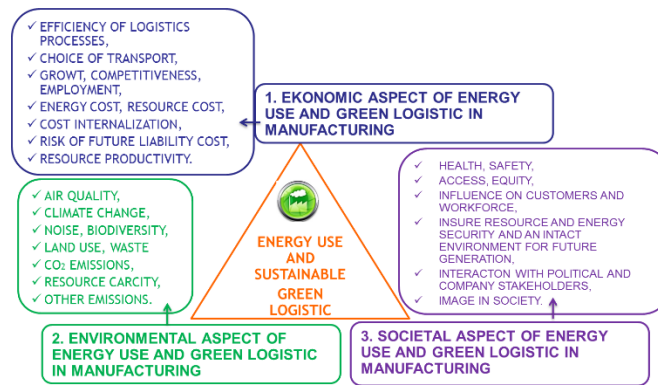 ✓ EFFICIENCY OF LOGISTICS
PROCESSES,
✓ CHOICE OF TRANSPORT,
✓ GROWT, COMPETITIVENESS,
EMPLOYMENT,
✓ ENERGY COST, RESOURCE COST,
✓ COST INTERNALIZATION,
✓ RISK OF FUTURE LIABILITY COST,
✓ RESOURCE PRODUCTIVITY.
1. EKONOMIC ASPECT OF ENERGY
USE AND GREEN LOGISTIC IN
MANUFACTURING
✓ AIR QUALITY,
✓ CLIMATE CHANGE,
✓ NOISE, BIODIVERSITY,
✓ LAND USE, WASTE
✓ CO₂ EMISSIONS,
✓ RESOURCE CARCITY,
✓ OTHER EMISSIONS.
ENERGY USE
AND
SUSTAINABLE
GREEN
LOGISTIC
✓ HEALTH, SAFETY,
✓ ACCESS, EQUITY,
✓ INFLUENCE ON CUSTOMERS AND
WORKFORCE,
✓ INSURE RESOURCE AND ENERGY
SECURITY AND AN INTACT
ENVIRONMENT FOR FUTURE
GENERATION,
✓ INTERACTON WITH POLITICAL AND
COMPANY STAKEHOLDERS,
✓ IMAGE IN SOCIETY.
2. ENVIRONMENTAL ASPECT OF
ENERGY USE AND GREEN LOGISTIC
IN MANUFACTURING
3. SOCIETAL ASPECT OF ENERGY
USE AND GREEN LOGISTIC IN
MANUFACTURING